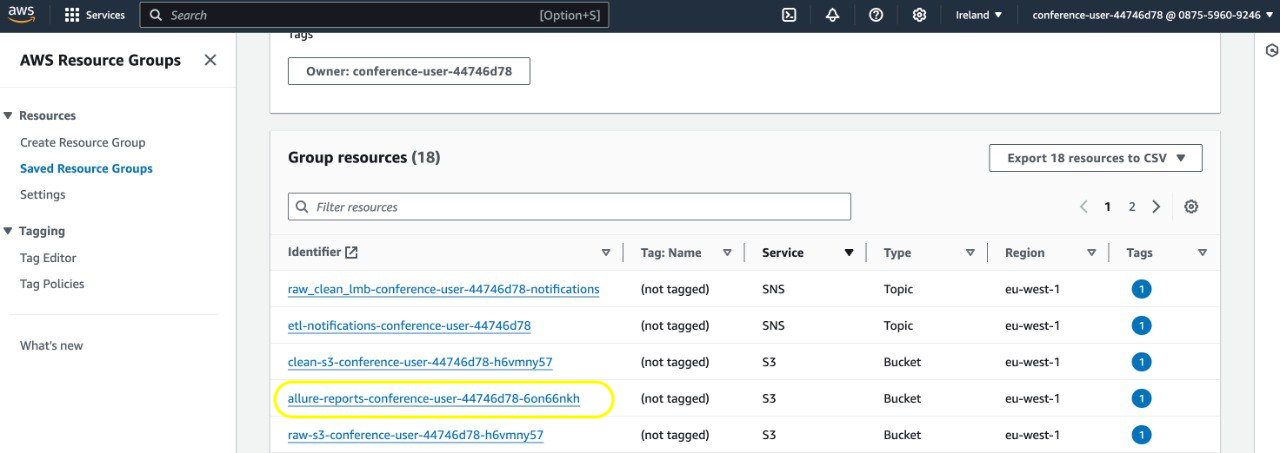 aws Services Search [Option+S] Ireland ▼ conference-user-44746d78 @ 0875-5960-9246 ▼
AWS Resource Groups
Resources
Create Resource Group
Saved Resource Groups
Settings
Tagging
Tag Editor
Tag Policies
What's new
Tags
Owner: conference-user-44746d78
Group resources (18)
Export 18 resources to CSV ▼
Filter resources
1 2
Identifier Tag: Name Service Type Region Tags
raw_clean_lmb-conference-user-44746d78-notifications (not tagged) SNS Topic eu-west-1 1
etl-notifications-conference-user-44746d78 (not tagged) SNS Topic eu-west-1 1
clean-s3-conference-user-44746d78-h6vmny57 (not tagged) S3 Bucket eu-west-1 1
allure-reports-conference-user-44746d78-6on66nkh (not tagged) S3 Bucket eu-west-1 1
raw-s3-conference-user-44746d78-h6vmny57 (not tagged) S3 Bucket eu-west-1 1